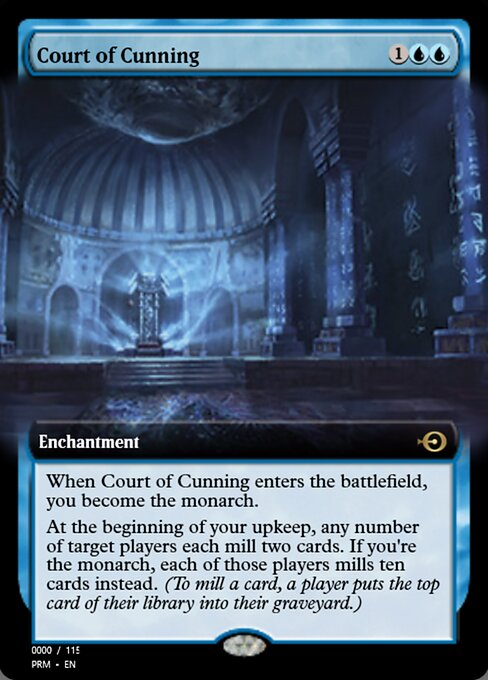 Court of Cunning 1
Enchantment
When Court of Cunning enters the battlefield,
you become the monarch.
At the beginning of your upkeep, any number
of target players each mill two cards. If you're
the monarch, each of those players mills ten
cards instead. (To mill a card, a player puts the top
card of their library into their graveyard.)
0000 / 115
PRM • EN